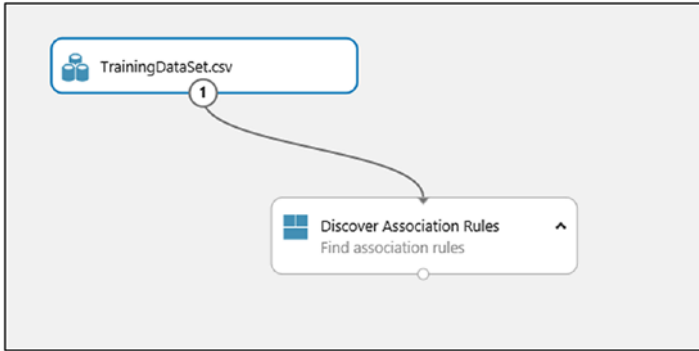 TrainingDataSet.csv
1
Discover Association Rules
Find association rules